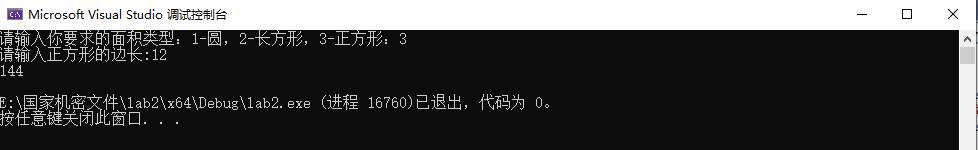 Microsoft Visual Studio 调试控制台
请输入你要求的面积类型：1-圆，2-长方形，3-正方形：3
请输入正方形的边长:12
144
E:\国家机密文件\lab2\x64\Debug\lab2.exe (进程 16760)已退出，代码为 0。
按任意键关闭此窗口. . .